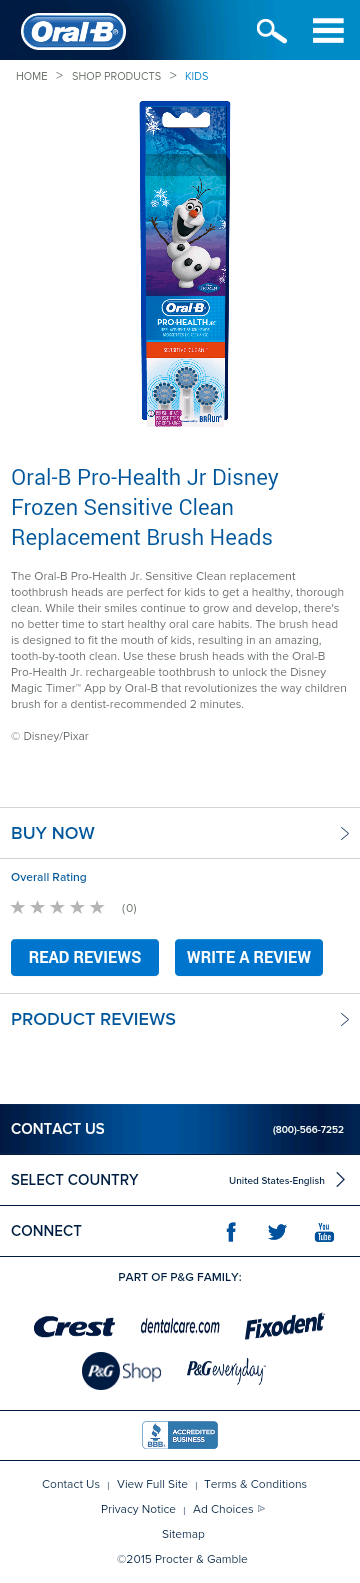 Oral-B
HOME > SHOP PRODUCTS > KIDS
Oral-B
PRO-HEALTH JR.
SENSITIVE CLEAN
BRAUN
Oral-B Pro-Health Jr Disney
Frozen Sensitive Clean
Replacement Brush Heads
The Oral-B Pro-Health Jr. Sensitive Clean replacement
toothbrush heads are perfect for kids to get a healthy, thorough
clean. While their smiles continue to grow and develop, there's
no better time to start healthy oral care habits. The brush head
is designed to fit the mouth of kids, resulting in an amazing,
tooth-by-tooth clean. Use these brush heads with the Oral-B
Pro-Health Jr. rechargeable toothbrush to unlock the Disney
Magic Timer™ App by Oral-B that revolutionizes the way children
brush for a dentist-recommended 2 minutes.
© Disney/Pixar
BUY NOW
Overall Rating
(0)
READ REVIEWS WRITE A REVIEW
PRODUCT REVIEWS
CONTACT US (800)-566-7252
SELECT COUNTRY United States-English
CONNECT You Tube
PART OF P&G FAMILY:
Crest dentalcare.com Fixodent
P&G Shop P&G everyday
BBB ACCREDITED BUSINESS
Contact Us | View Full Site | Terms & Conditions
Privacy Notice | Ad Choices
Sitemap
©2015 Procter & Gamble